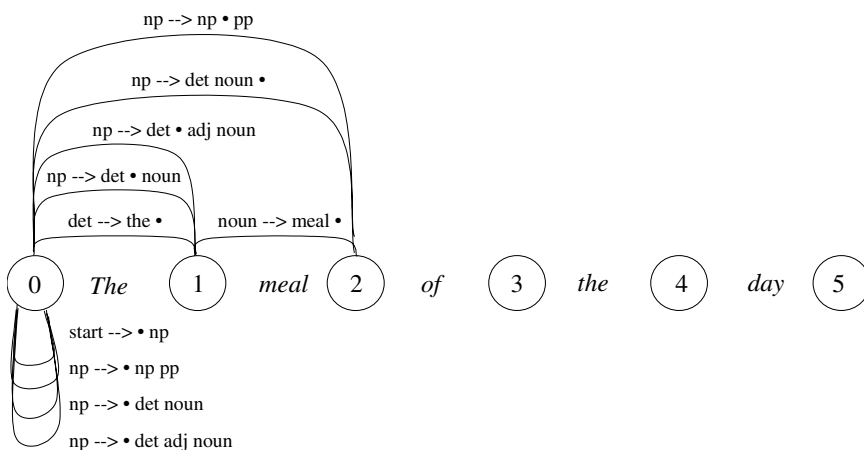 np --> np • pp
np --> det noun •
np --> det • adj noun
np --> det • noun
det --> the • noun --> meal •
0 The 1 meal 2 of 3 the 4 day 5
start --> • np
np --> • np pp
np --> • det noun
np --> • det adj noun